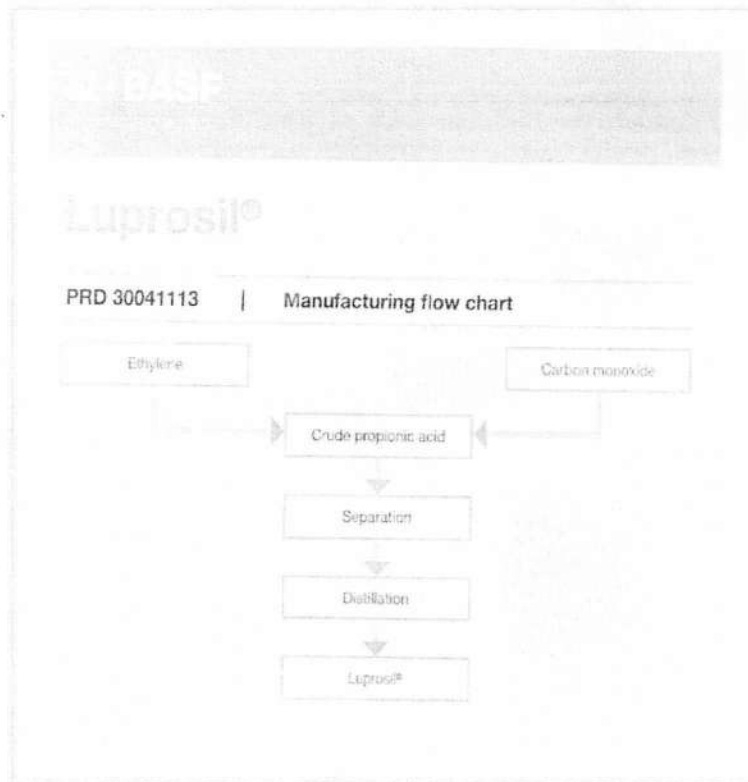 BASF
Luprosil®
PRD 30041113 | Manufacturing flow chart
Ethylene
Carbon monoxide
Crude propionic acid
Separation
Distillation
Luprosil®